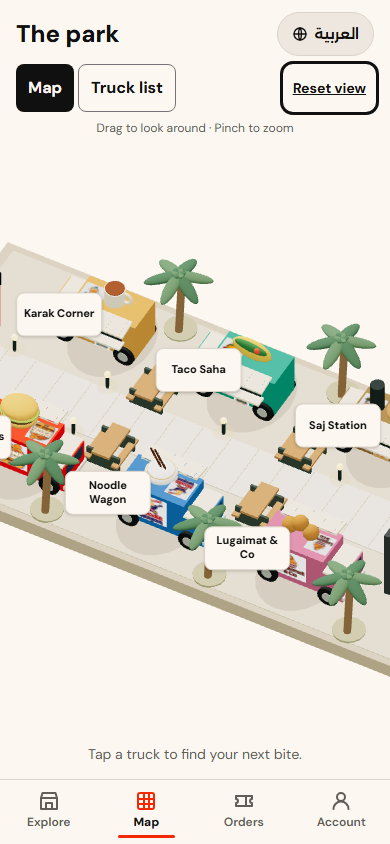 The park
العربية
Map
Truck list
Reset view
Drag to look around · Pinch to zoom
Karak Corner
Taco Saha
Saj Station
s
Noodle
Wagon
Lugaimat &
Co
Tap a truck to find your next bite.
Explore
Map
Orders
Account